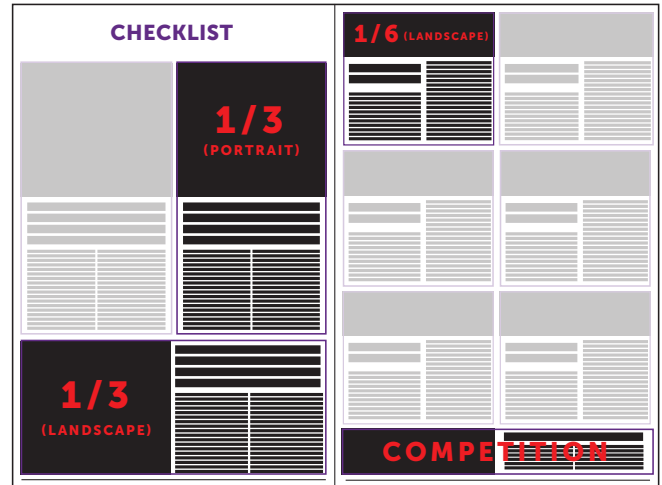 CHECKLIST
1/3
(PORTRAIT)
1/3
(LANDSCAPE)
1/6 (LANDSCAPE)
COMPETITION